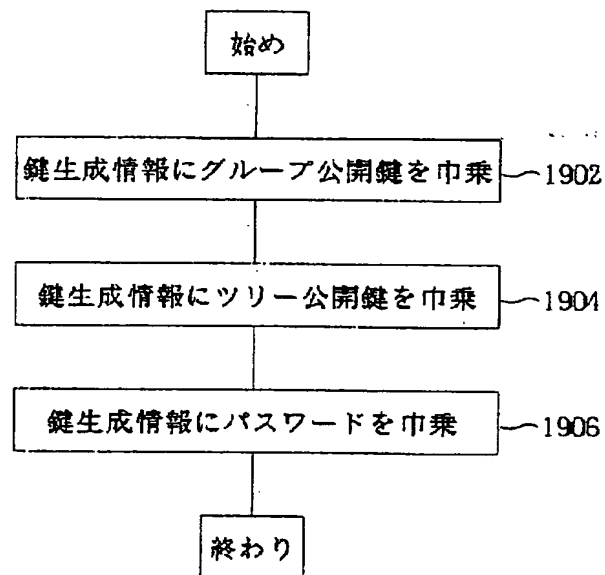 始め
鍵生成情報にグループ公開鍵を巾乗
1902
鍵生成情報にツリー公開鍵を巾乗
1904
鍵生成情報にパスワードを巾乗
1906
終わり